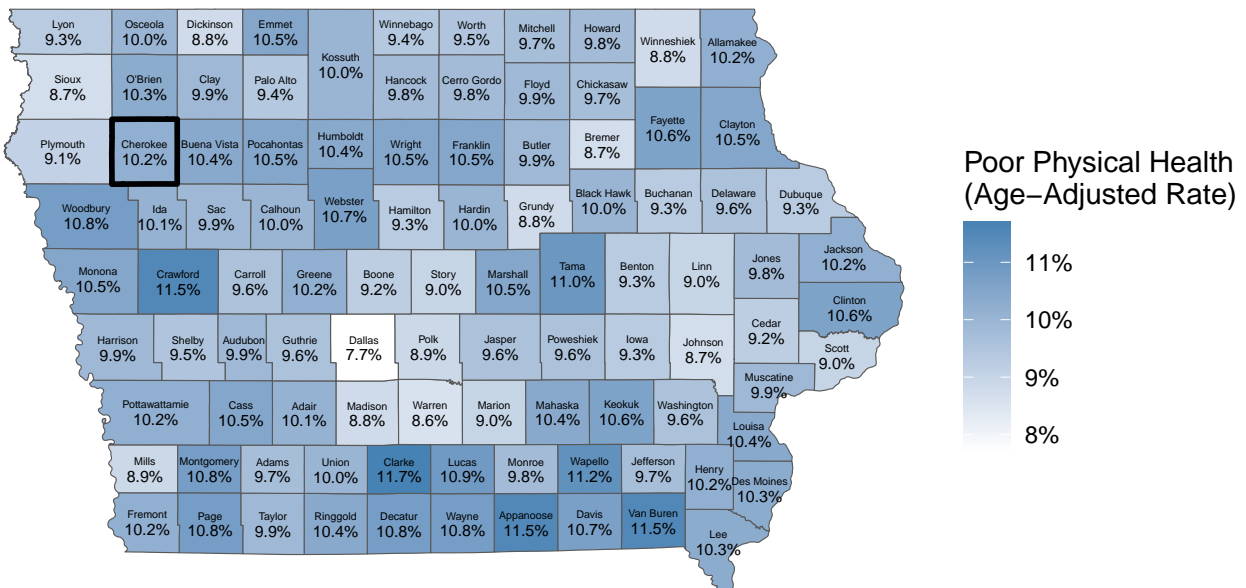 Lyon
9.3%
Osceola
10.0%
Dickinson
8.8%
Emmet
10.5%
Kossuth
10.0%
Winnebago
9.4%
Worth
9.5%
Mitchell
9.7%
Howard
9.8%
Winneshiek
8.8%
Allamakee
10.2%
Sioux
8.7%
O'Brien
10.3%
Clay
9.9%
Palo Alto
9.4%
Hancock
9.8%
Cerro Gordo
9.8%
Floyd
9.9%
Chickasaw
9.7%
Fayette
10.6%
Clayton
10.5%
Plymouth
9.1%
Cherokee
10.2%
Buena Vista
10.4%
Pocahontas
10.5%
Humboldt
10.4%
Wright
10.5%
Franklin
10.5%
Butler
9.9%
Bremer
8.7%
Woodbury
10.8%
Ida
10.1%
Sac
9.9%
Calhoun
10.0%
Webster
10.7%
Hamilton
9.3%
Hardin
10.0%
Grundy
8.8%
Black Hawk
10.0%
Buchanan
9.3%
Delaware
9.6%
Dubuque
9.3%
Monona
10.5%
Crawford
11.5%
Carroll
9.6%
Greene
10.2%
Boone
9.2%
Story
9.0%
Marshall
10.5%
Tama
11.0%
Benton
9.3%
Linn
9.0%
Jones
9.8%
Jackson
10.2%
Clinton
10.6%
Harrison
9.9%
Shelby
9.5%
Audubon
9.9%
Guthrie
9.6%
Dallas
7.7%
Polk
8.9%
Jasper
9.6%
Poweshiek
9.6%
Iowa
9.3%
Johnson
8.7%
Cedar
9.2%
Scott
9.0%
Muscatine
9.9%
Pottawattamie
10.2%
Cass
10.5%
Adair
10.1%
Madison
8.8%
Warren
8.6%
Marion
9.0%
Mahaska
10.4%
Keokuk
10.6%
Washington
9.6%
Louisa
10.4%
Mills
8.9%
Montgomery
10.8%
Adams
9.7%
Union
10.0%
Clarke
11.7%
Lucas
10.9%
Monroe
9.8%
Wapello
11.2%
Jefferson
9.7%
Henry
10.2%
Des Moines
10.3%
Fremont
10.2%
Page
10.8%
Taylor
9.9%
Ringgold
10.4%
Decatur
10.8%
Wayne
10.8%
Appanoose
11.5%
Davis
10.7%
Van Buren
11.5%
Lee
10.3%
Poor Physical Health
(Age−Adjusted Rate)
11%
10%
9%
8%